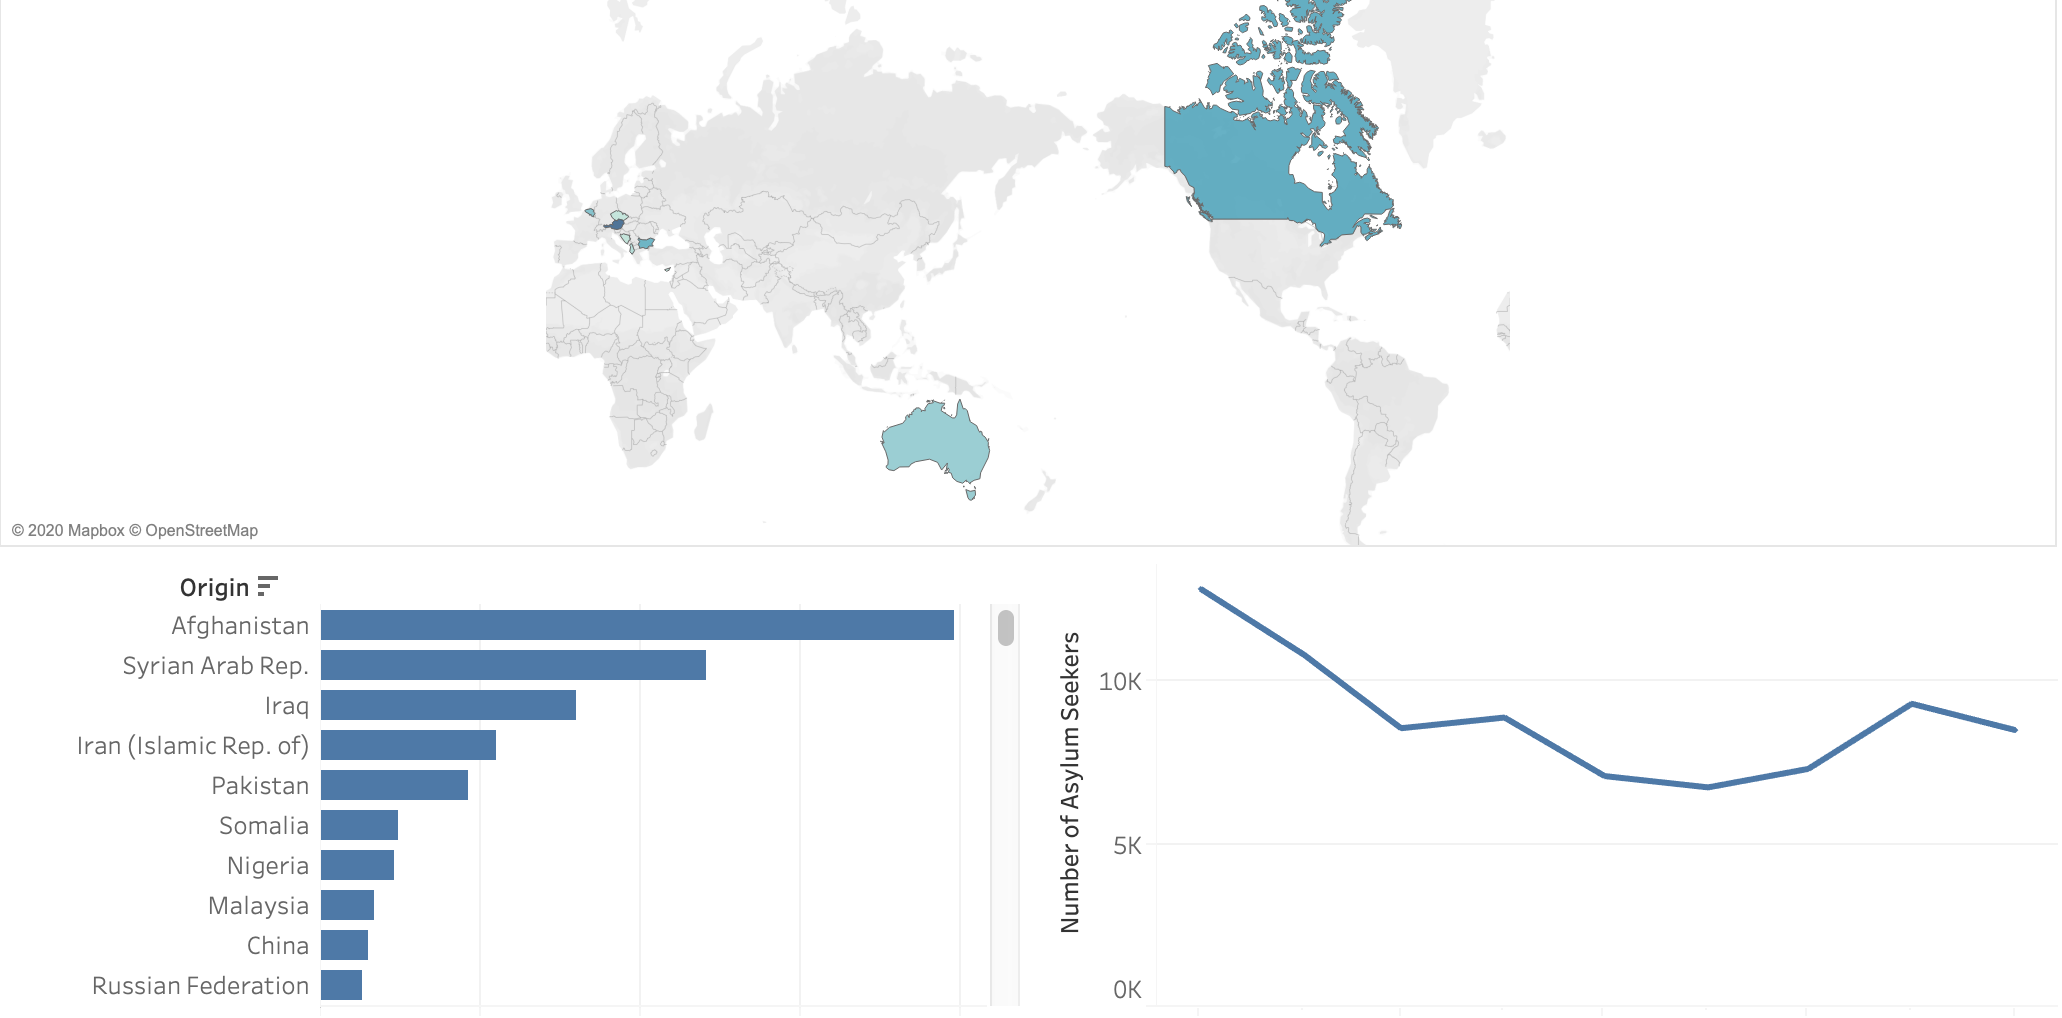 © 2020 Mapbox © OpenStreetMap
Origin
Afghanistan
Syrian Arab Rep.
Iraq
Iran (Islamic Rep. of)
Pakistan
Somalia
Nigeria
Malaysia
China
Russian Federation
Number of Asylum Seekers
10K
5K
0K